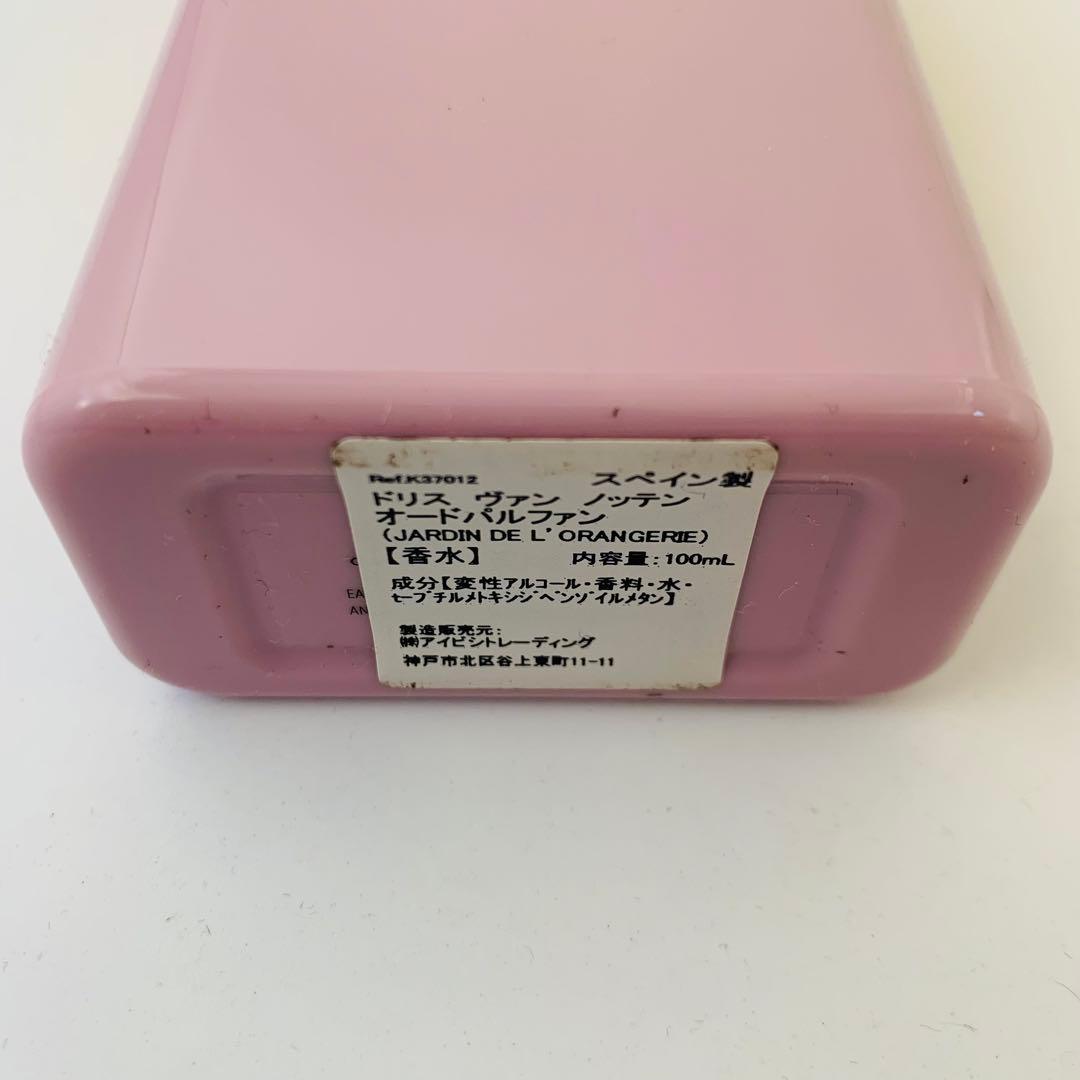 Ref.K37012 スペイン製
ドリス ヴァン ノッテン
オードパルファン
(JARDIN DE L' ORANGERIE)
【香水】 内容量:100mL
成分【変性アルコール・香料・水・
t-ブチルメトキシジベンゾイルメタン】
製造販売元:
㈱アイビシトレーディング
神戸市北区谷上東町11-11
EA
AN